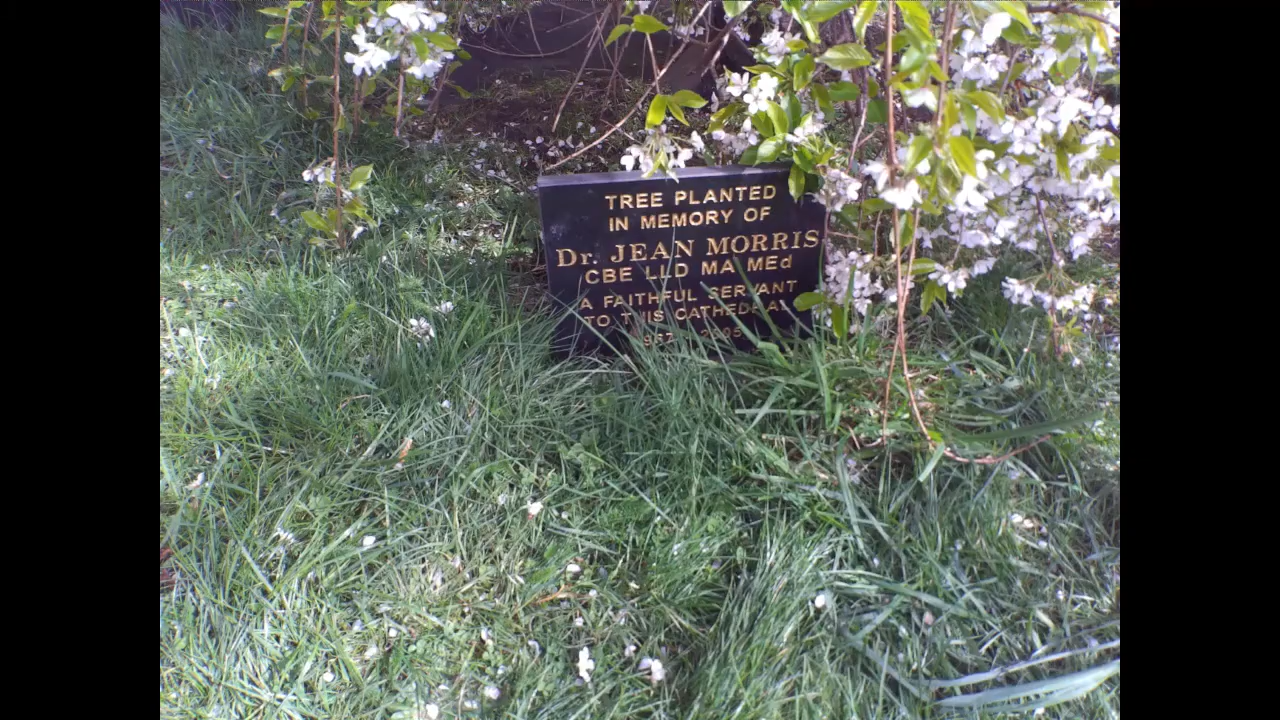 TREE PLANTED
IN MEMORY OF
Dr. JEAN MORRIS
CBE LLD MA MEd
A FAITHFUL SERVANT
TO THIS CATHEDRAL